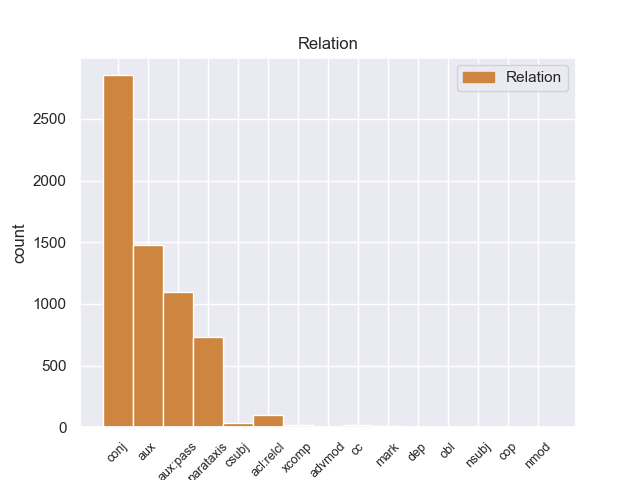 Relation
Relation
count
2500
2000
1500
1000
500
0
conj
aux
aux:pass
parataxis
csubj
acl:relcl
xcomp
advmod
cc
mark
dep
obl
nsubj
cop
nmod